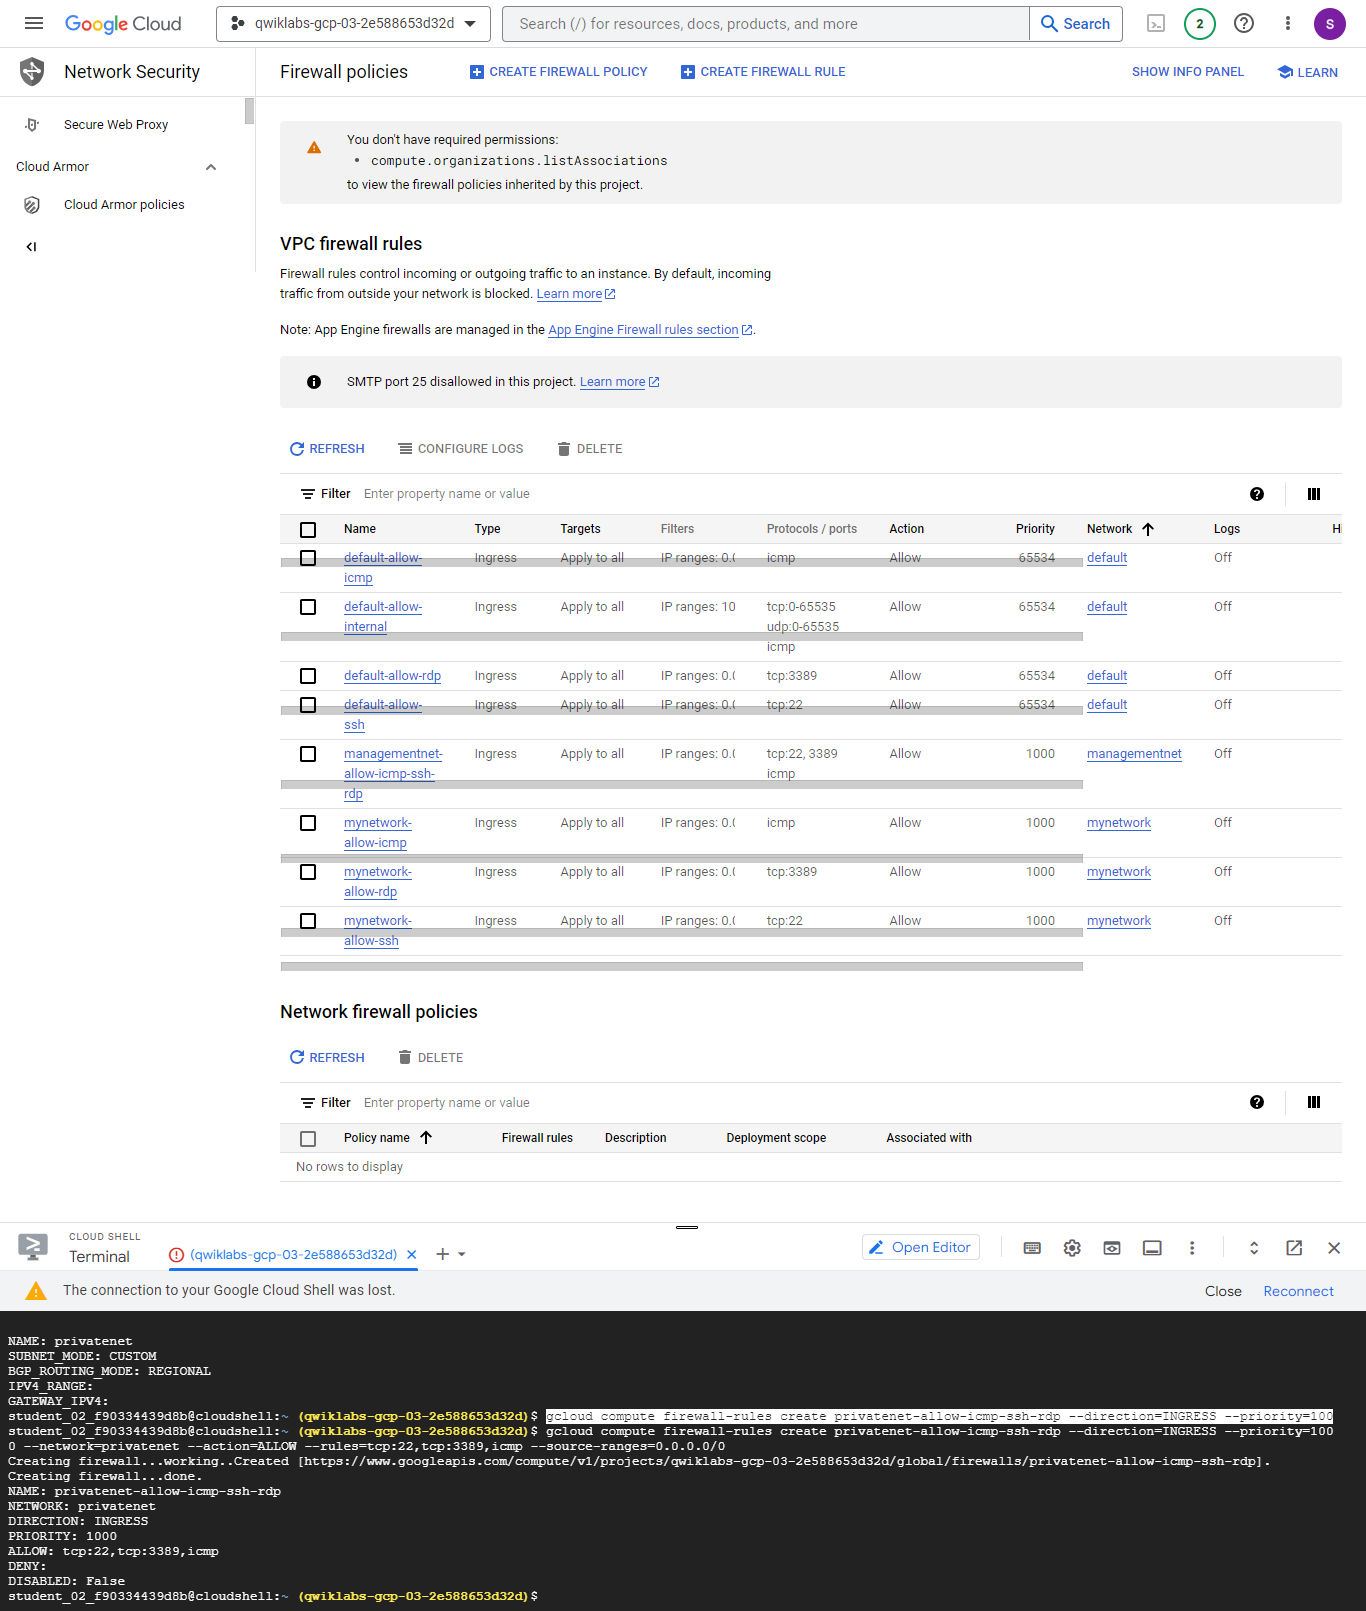 Google Cloud
qwiklabs-gcp-03-2e588653d32d
Search (/) for resources, docs, products, and more
Search
2
S
Network Security
Firewall policies
CREATE FIREWALL POLICY
CREATE FIREWALL RULE
SHOW INFO PANEL
LEARN
Secure Web Proxy
Cloud Armor
Cloud Armor policies
You don't have required permissions:
• compute.organizations.listAssociations
to view the firewall policies inherited by this project.
VPC firewall rules
Firewall rules control incoming or outgoing traffic to an instance. By default, incoming
traffic from outside your network is blocked. Learn more
Note: App Engine firewalls are managed in the App Engine Firewall rules section.
SMTP port 25 disallowed in this project. Learn more
REFRESH
CONFIGURE LOGS
DELETE
Filter Enter property name or value
Name Type Targets Filters Protocols / ports Action Priority Network Logs Hi
default-allow- Ingress Apply to all IP ranges: 0.( icmp Allow 65534 default Off
icmp
default-allow- Ingress Apply to all IP ranges: 10 tcp:0-65535 Allow 65534 default Off
internal udp:0-65535
icmp
default-allow-rdp Ingress Apply to all IP ranges: 0.( tcp:3389 Allow 65534 default Off
default-allow- Ingress Apply to all IP ranges: 0.( tcp:22 Allow 65534 default Off
ssh
managementnet- Ingress Apply to all IP ranges: 0.( tcp:22, 3389 Allow 1000 managementnet Off
allow-icmp-ssh- icmp
rdp
mynetwork- Ingress Apply to all IP ranges: 0.( icmp Allow 1000 mynetwork Off
allow-icmp
mynetwork- Ingress Apply to all IP ranges: 0.( tcp:3389 Allow 1000 mynetwork Off
allow-rdp
mynetwork- Ingress Apply to all IP ranges: 0.( tcp:22 Allow 1000 mynetwork Off
allow-ssh
Network firewall policies
REFRESH
DELETE
Filter Enter property name or value
Policy name Firewall rules Description Deployment scope Associated with
No rows to display
CLOUD SHELL
Terminal
(qwiklabs-gcp-03-2e588653d32d)
Open Editor
The connection to your Google Cloud Shell was lost.
Close
Reconnect
NAME: privatenet
SUBNET_MODE: CUSTOM
BGP_ROUTING_MODE: REGIONAL
IPV4_RANGE:
GATEWAY_IPV4:
student_02_f90334439d8b@cloudshell:~ (qwiklabs-gcp-03-2e588653d32d)$ gcloud compute firewall-rules create privatenet-allow-icmp-ssh-rdp --direction=INGRESS --priority=100
student_02_f90334439d8b@cloudshell:~ (qwiklabs-gcp-03-2e588653d32d)$ gcloud compute firewall-rules create privatenet-allow-icmp-ssh-rdp --direction=INGRESS --priority=100
0 --network=privatenet --action=ALLOW --rules=tcp:22,tcp:3389,icmp --source-ranges=0.0.0.0/0
Creating firewall...working..Created [https://www.googleapis.com/compute/v1/projects/qwiklabs-gcp-03-2e588653d32d/global/firewalls/privatenet-allow-icmp-ssh-rdp].
Creating firewall...done.
NAME: privatenet-allow-icmp-ssh-rdp
NETWORK: privatenet
DIRECTION: INGRESS
PRIORITY: 1000
ALLOW: tcp:22,tcp:3389,icmp
DENY:
DISABLED: False
student_02_f90334439d8b@cloudshell:~ (qwiklabs-gcp-03-2e588653d32d)$